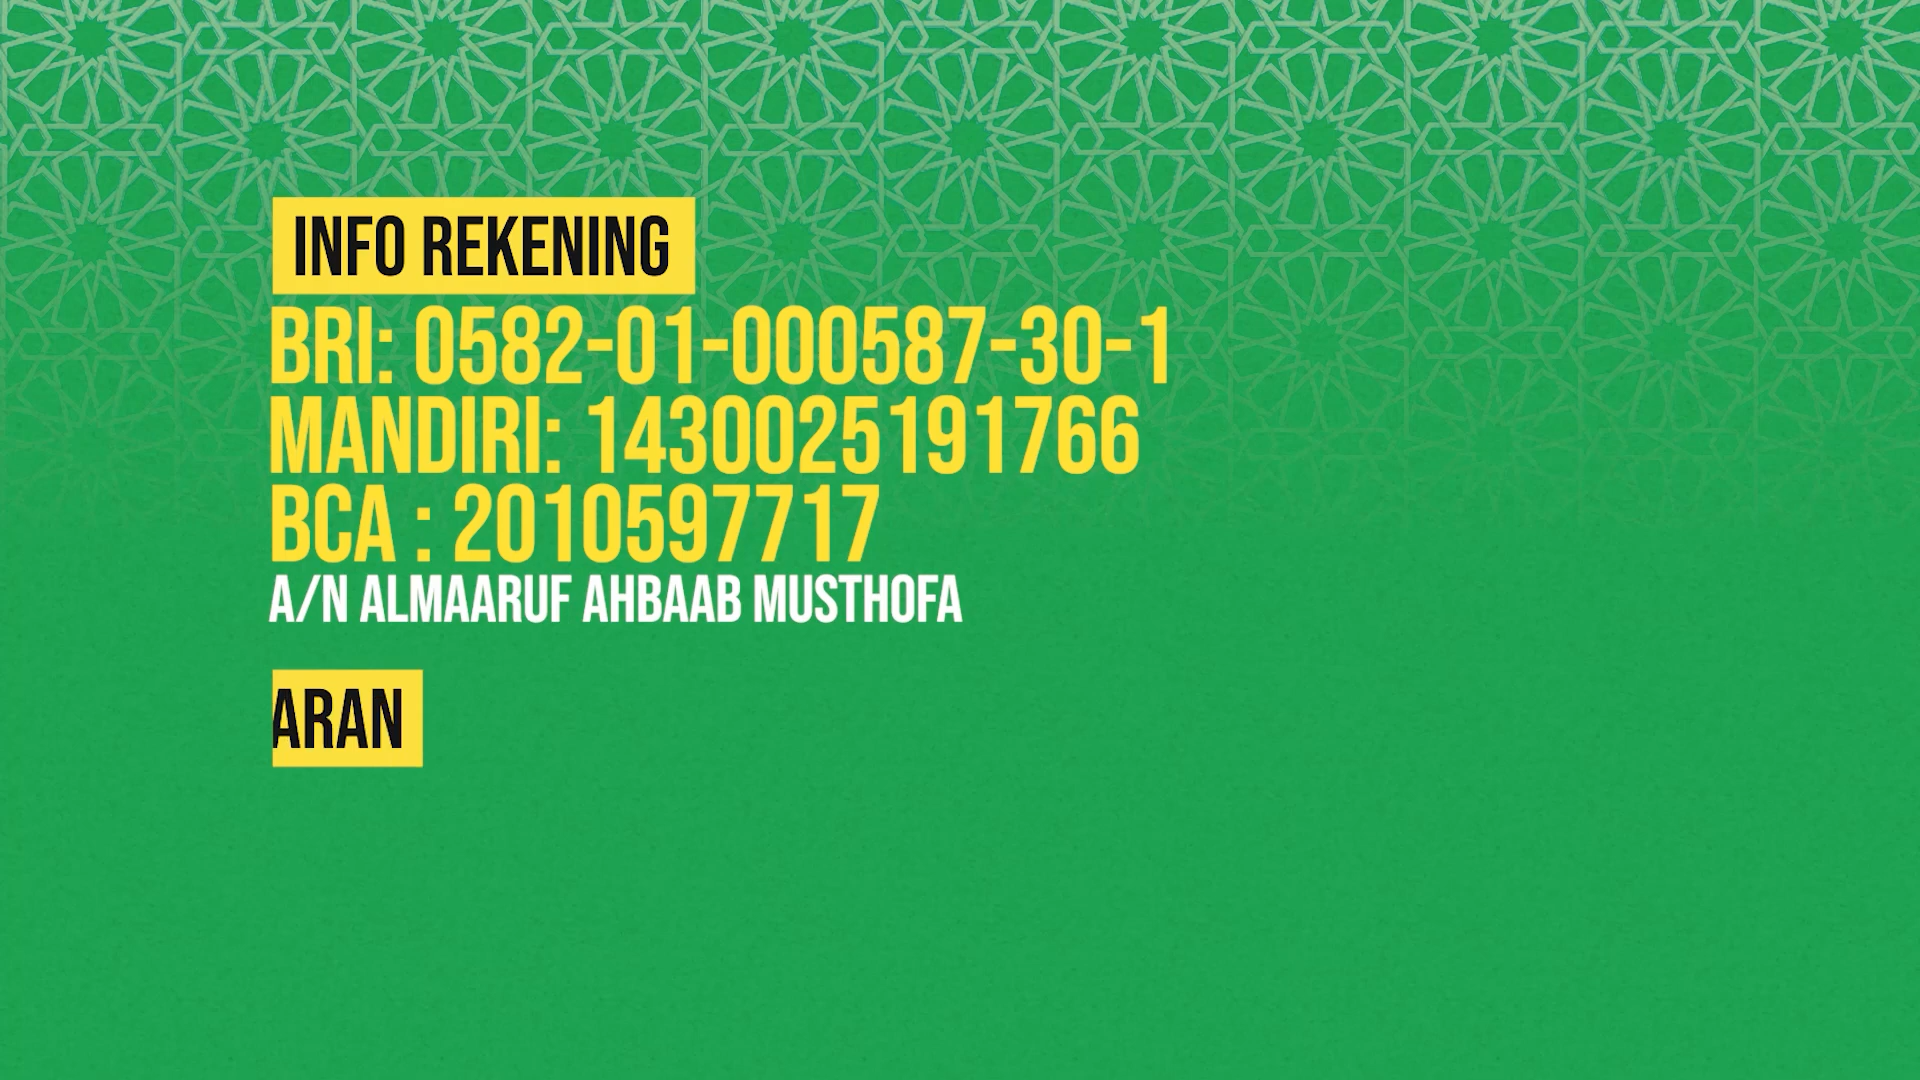 INFO REKENING
BRI: 0582-01-000587-30-1
MANDIRI: 1430025191766
BCA : 2010597717
A/N ALMAARUF AHBAAB MUSTHOFA
ARAN